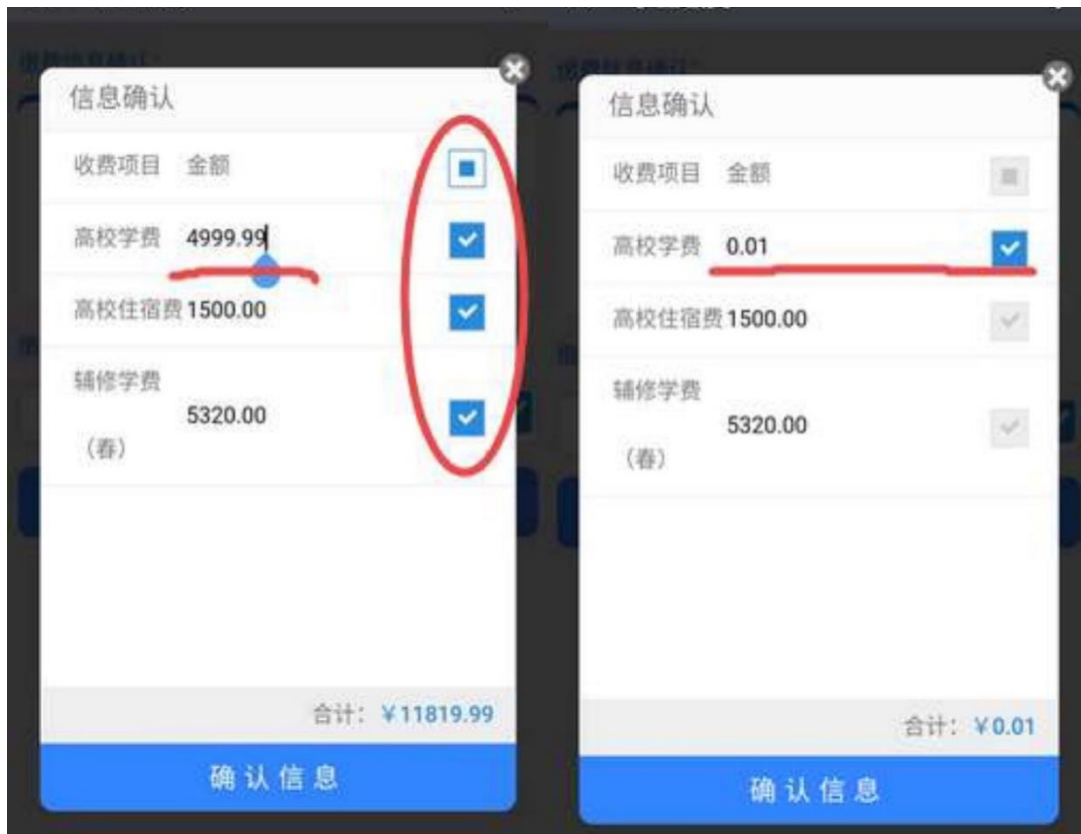 信息确认
收费项目 金额
高校学费 4999.99
高校住宿费 1500.00
辅修学费
5320.00
（春）
合计：￥11819.99
确认信息
信息确认
收费项目 金额
高校学费 0.01
高校住宿费 1500.00
辅修学费
5320.00
（春）
合计：￥0.01
确认信息